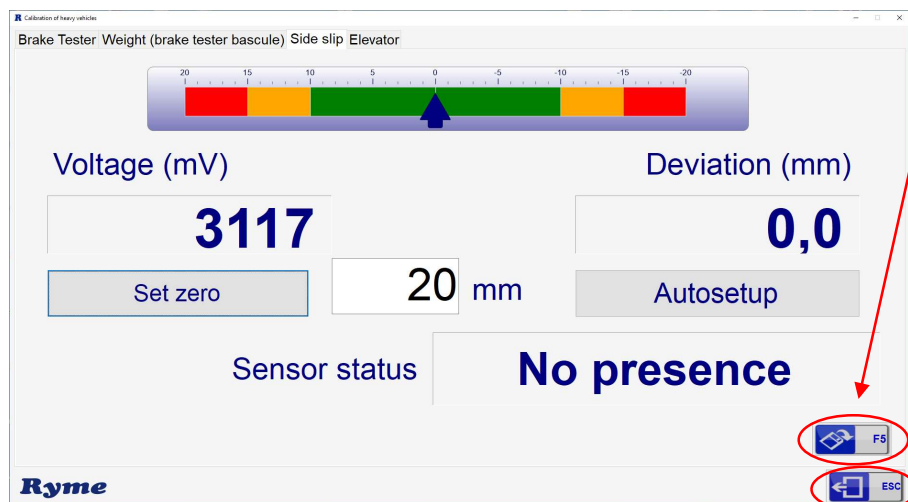 R Calibration of heavy vehicles
Brake Tester Weight (brake tester bascule) Side slip Elevator
20 15 10 5 0 -5 -10 -15 -20
Voltage (mV) Deviation (mm)
3117 0,0
Set zero 20 mm Autosetup
Sensor status No presence
F5
Ryme ESC